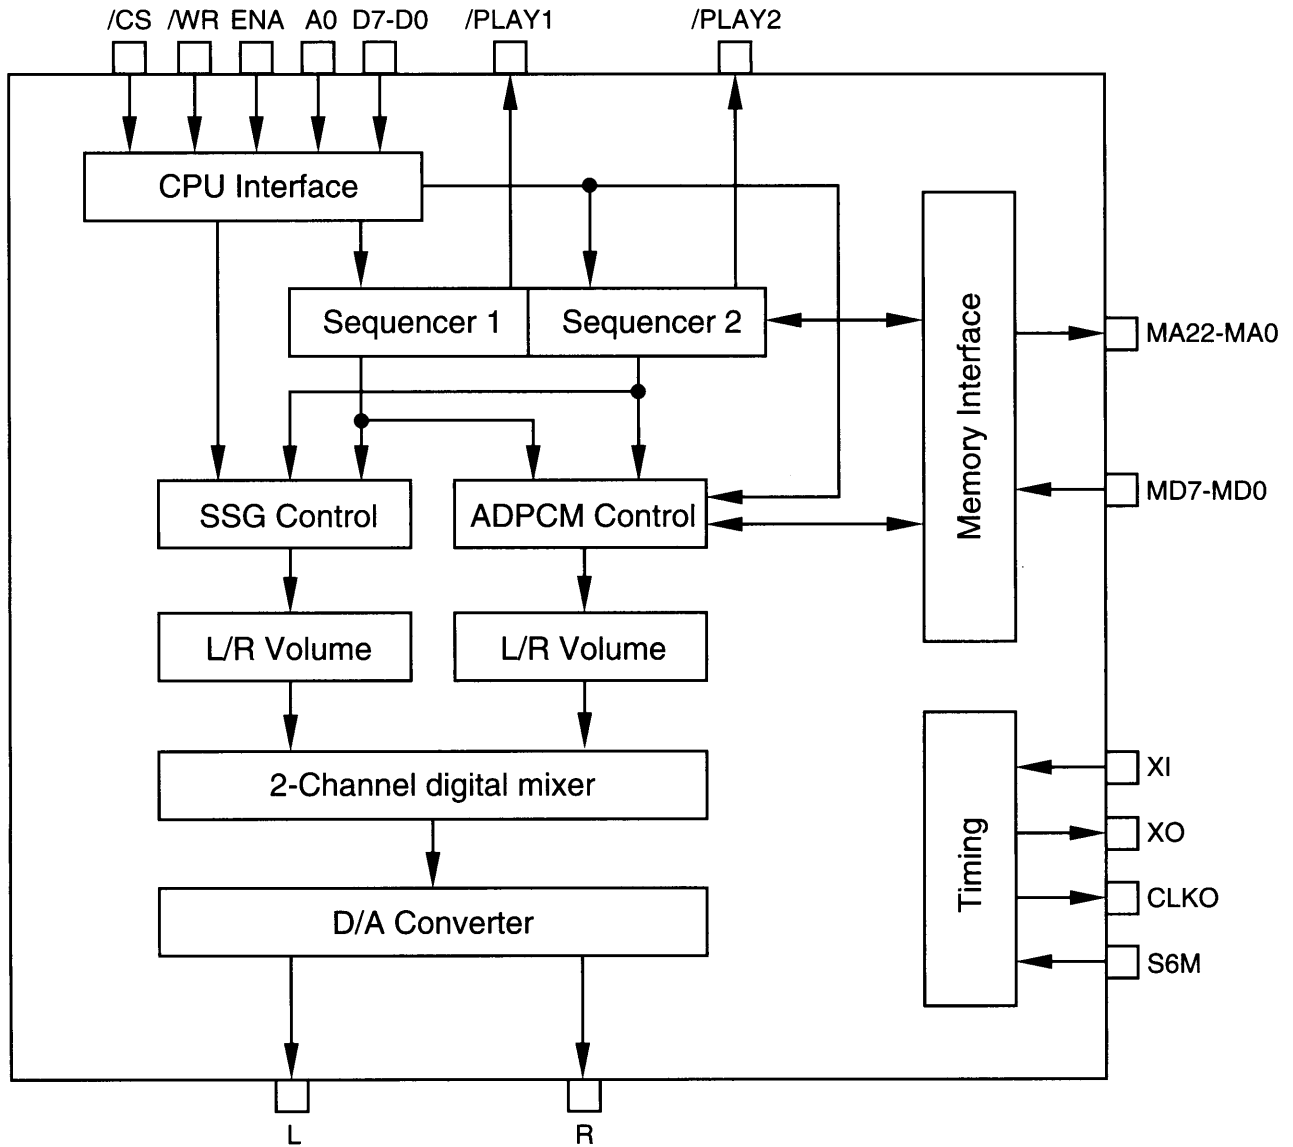 /CS /WR ENA A0 D7-D0 /PLAY1 /PLAY2
CPU Interface
Sequencer 1 Sequencer 2
Memory Interface
MA22-MA0
MD7-MD0
SSG Control ADPCM Control
L/R Volume L/R Volume
2-Channel digital mixer
D/A Converter
Timing
XI
XO
CLKO
S6M
L R